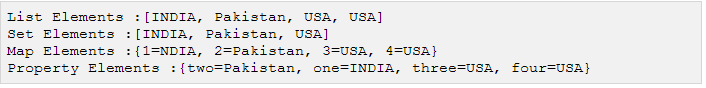 List Elements :[INDIA, Pakistan, USA, USA]
Set Elements :[INDIA, Pakistan, USA]
Map Elements :{1=NDIA, 2=Pakistan, 3=USA, 4=USA}
Property Elements :{two=Pakistan, one=INDIA, three=USA, four=USA}